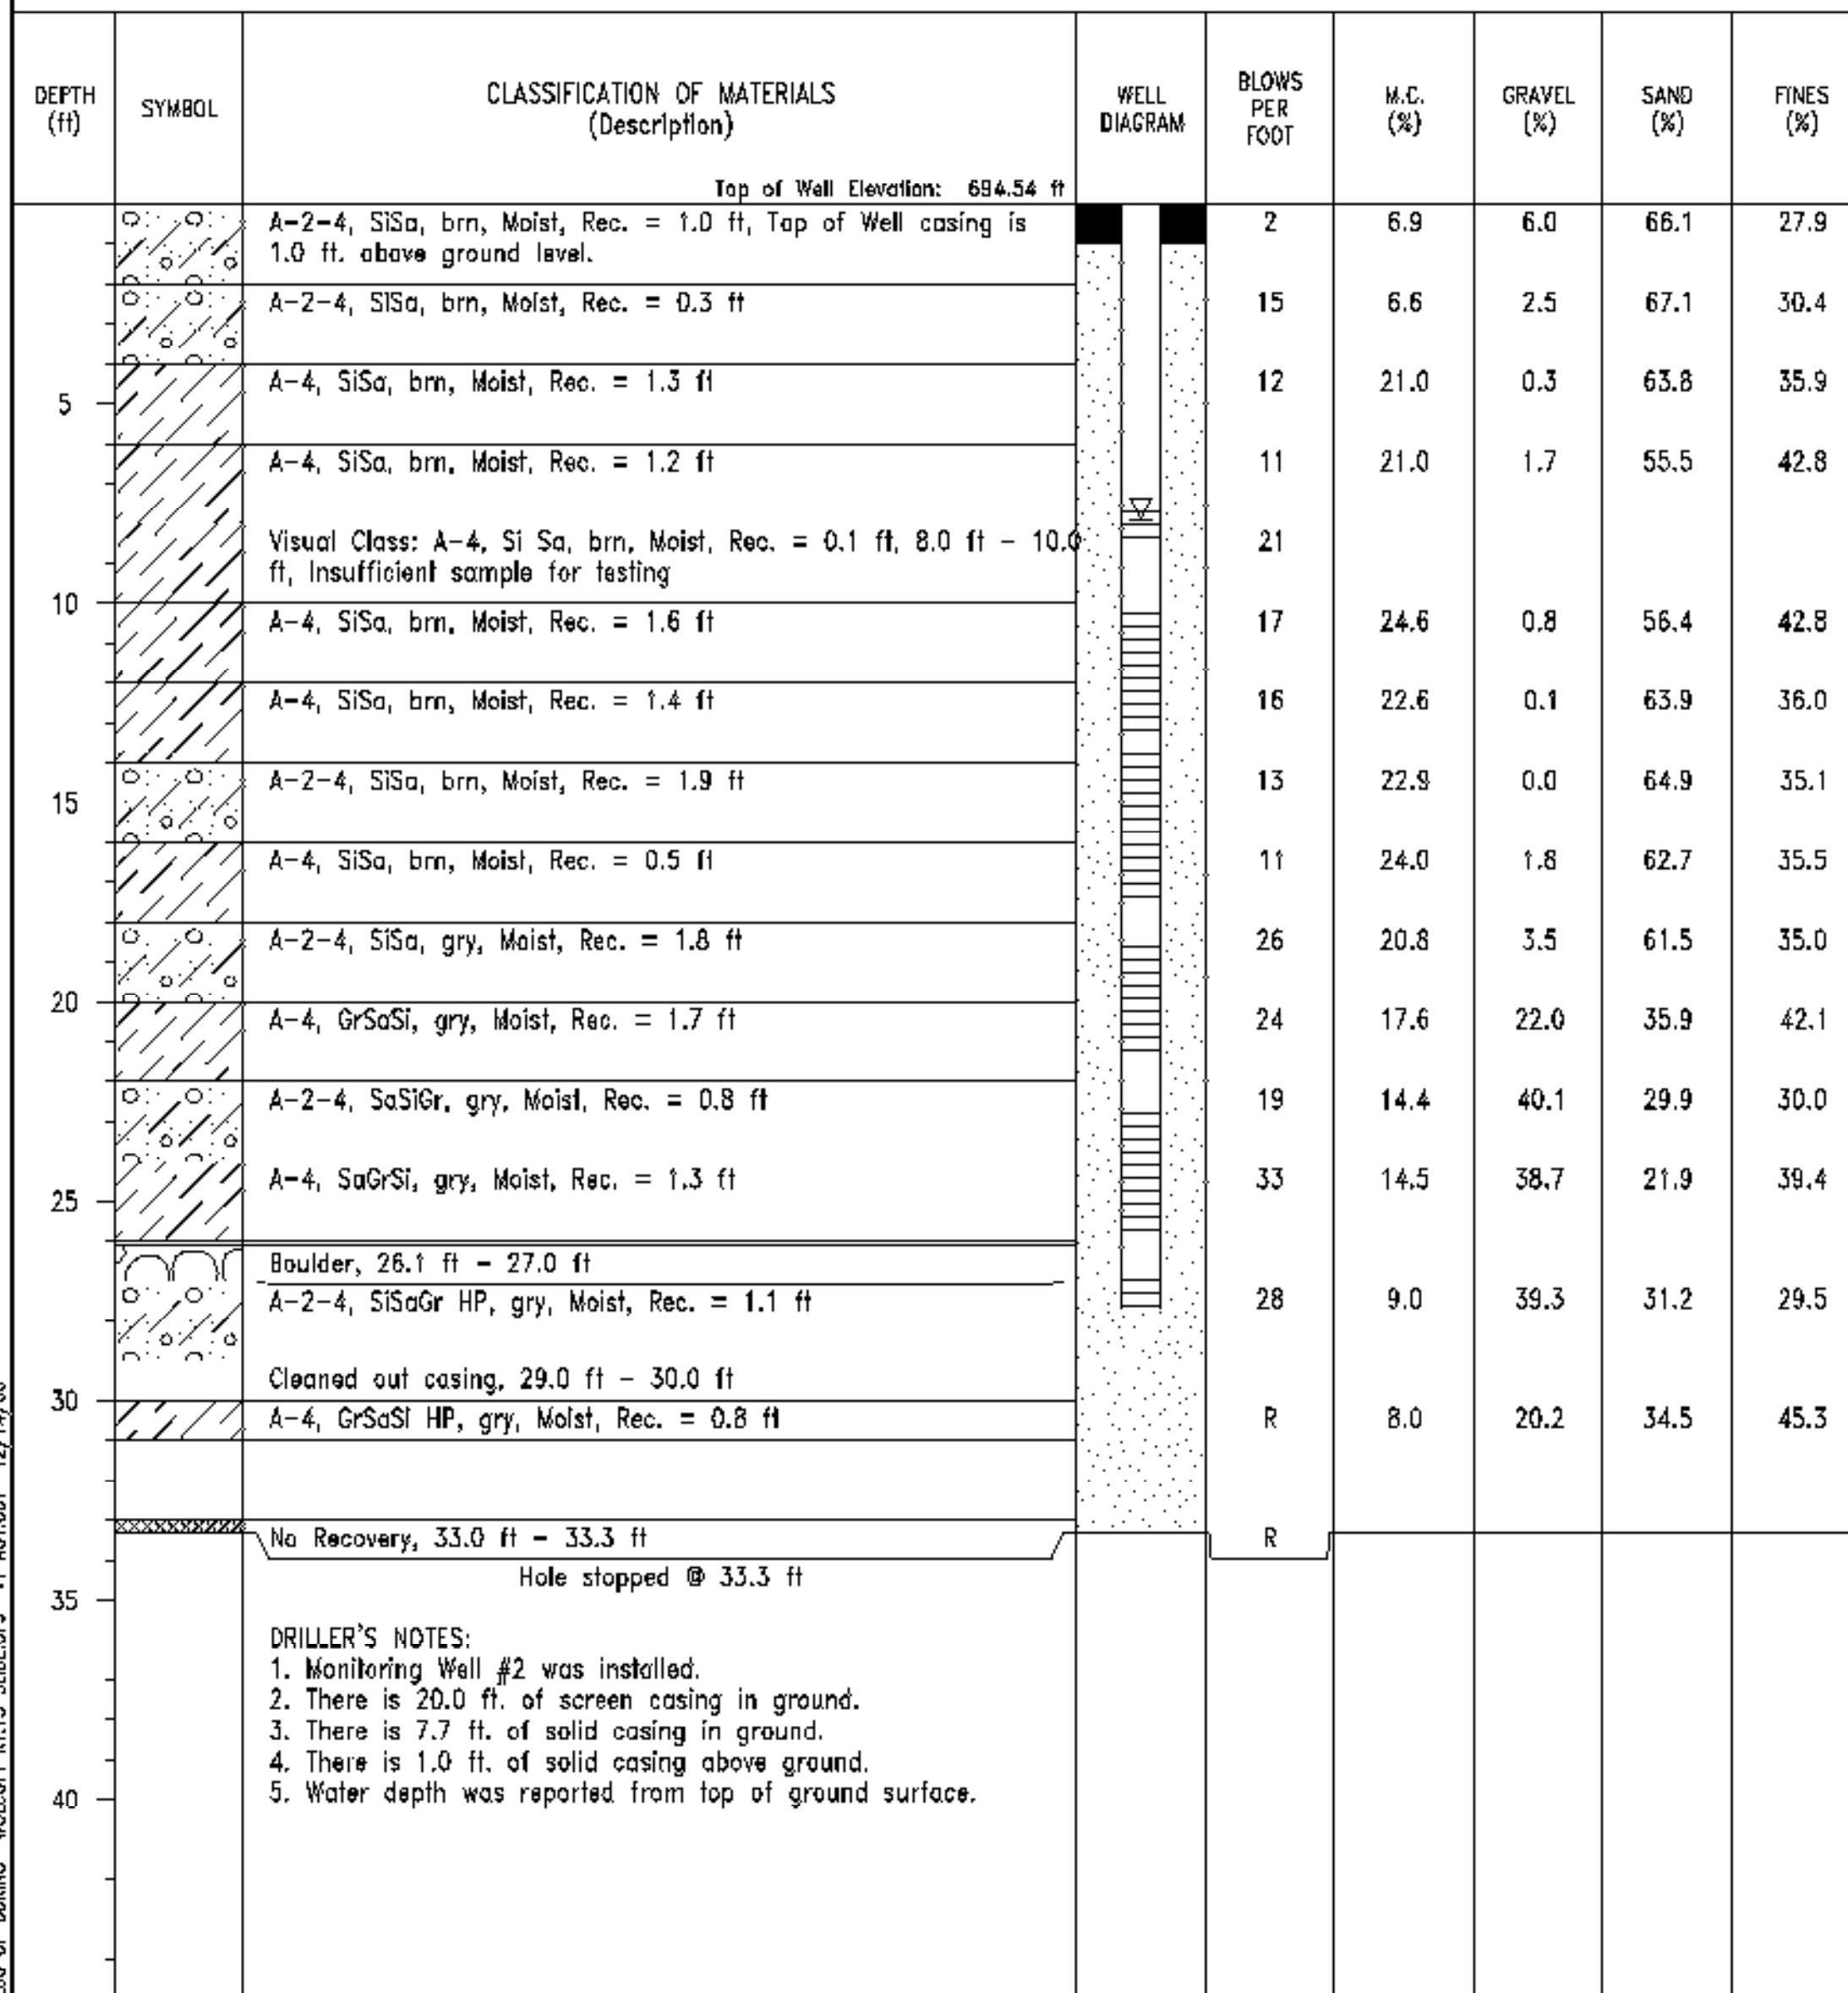 DEPTH (ft) SYMBOL CLASSIFICATION OF MATERIALS (Description) WELL DIAGRAM BLOWS PER FOOT M.C. (%) GRAVEL (%) SAND (%) FINES (%)
Top of Well Elevation: 694.54 ft
A-2-4, SiSa, brn, Moist, Rec. = 1.0 ft, Top of Well casing is 2 6.9 6.0 66.1 27.9
1.0 ft. above ground level.
A-2-4, SiSa, brn, Moist, Rec. = 0.3 ft 15 6.6 2.5 67.1 30.4
A-4, SiSa, brn, Moist, Rec. = 1.3 ft 12 21.0 0.3 63.8 35.9
5
A-4, SiSa, brn, Moist, Rec. = 1.2 ft 11 21.0 1.7 55.5 42.8
Visual Class: A-4, Si Sa, brn, Moist, Rec. = 0.1 ft, 8.0 ft - 10.0 21
ft, Insufficient sample for testing
10
A-4, SiSa, brn, Moist, Rec. = 1.6 ft 17 24.6 0.8 56.4 42.8
A-4, SiSa, brn, Moist, Rec. = 1.4 ft 16 22.6 0.1 63.9 36.0
A-2-4, SiSa, brn, Moist, Rec. = 1.9 ft 13 22.9 0.0 64.9 35.1
15
A-4, SiSa, brn, Moist, Rec. = 0.5 ft 11 24.0 1.8 62.7 35.5
A-2-4, SiSa, gry, Moist, Rec. = 1.8 ft 26 20.8 3.5 61.5 35.0
20
A-4, GrSaSi, gry, Moist, Rec. = 1.7 ft 24 17.6 22.0 35.9 42.1
A-2-4, SaSiGr, gry, Moist, Rec. = 0.8 ft 19 14.4 40.1 29.9 30.0
A-4, SaGrSi, gry, Moist, Rec. = 1.3 ft 33 14.5 38.7 21.9 39.4
25
Boulder, 26.1 ft - 27.0 ft
A-2-4, SiSaGr HP, gry, Moist, Rec. = 1.1 ft 28 9.0 39.3 31.2 29.5
Cleaned out casing, 29.0 ft - 30.0 ft
30
A-4, GrSaSi HP, gry, Moist, Rec. = 0.8 ft R 8.0 20.2 34.5 45.3
No Recovery, 33.0 ft - 33.3 ft R
Hole stopped @ 33.3 ft
35
DRILLER'S NOTES:
1. Monitoring Well #2 was installed.
2. There is 20.0 ft. of screen casing in ground.
3. There is 7.7 ft. of solid casing in ground.
4. There is 1.0 ft. of solid casing above ground.
5. Water depth was reported from top of ground surface.
40